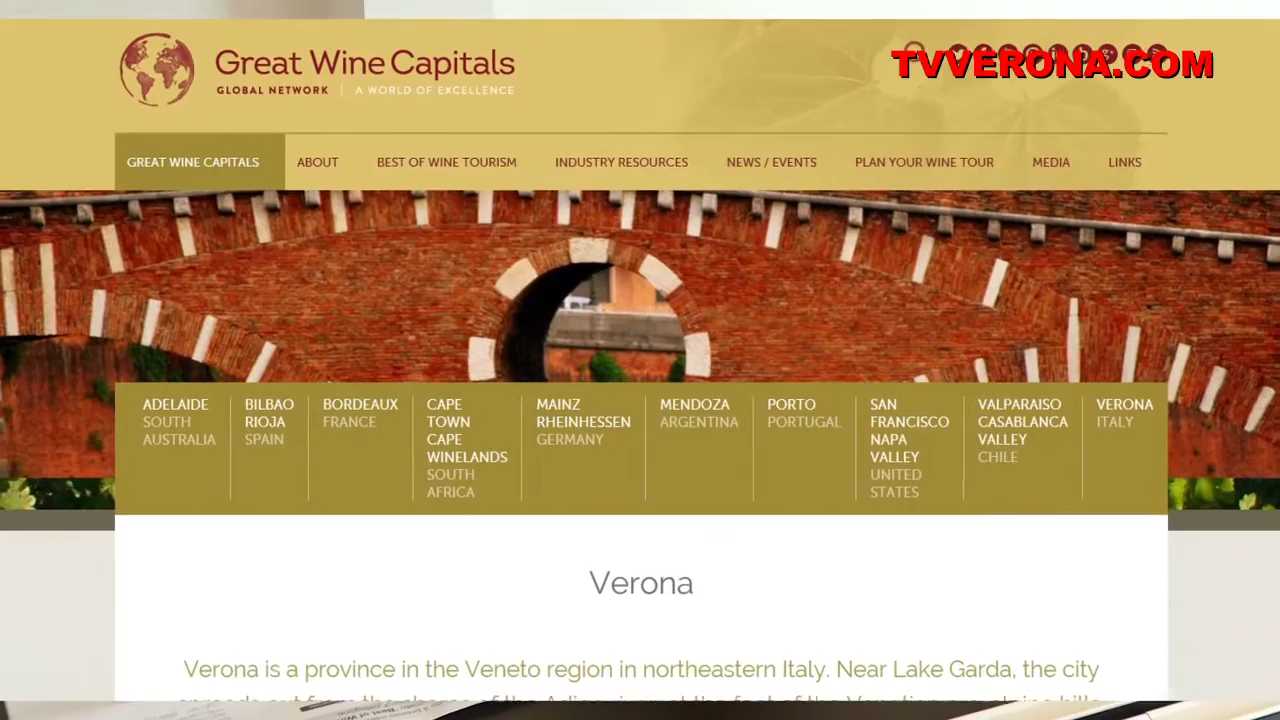 Great Wine Capitals
GLOBAL NETWORK | A WORLD OF EXCELLENCE
TVVERONA.COM
GREAT WINE CAPITALS
ABOUT
BEST OF WINE TOURISM
INDUSTRY RESOURCES
NEWS / EVENTS
PLAN YOUR WINE TOUR
MEDIA
LINKS
ADELAIDE
SOUTH
AUSTRALIA
BILBAO
RIOJA
SPAIN
BORDEAUX
FRANCE
CAPE
TOWN
CAPE
WINELANDS
SOUTH
AFRICA
MAINZ
RHEINHESSEN
GERMANY
MENDOZA
ARGENTINA
PORTO
PORTUGAL
SAN
FRANCISCO
NAPA
VALLEY
UNITED
STATES
VALPARAISO
CASABLANCA
VALLEY
CHILE
VERONA
ITALY
Verona
Verona is a province in the Veneto region in northeastern Italy. Near Lake Garda, the city